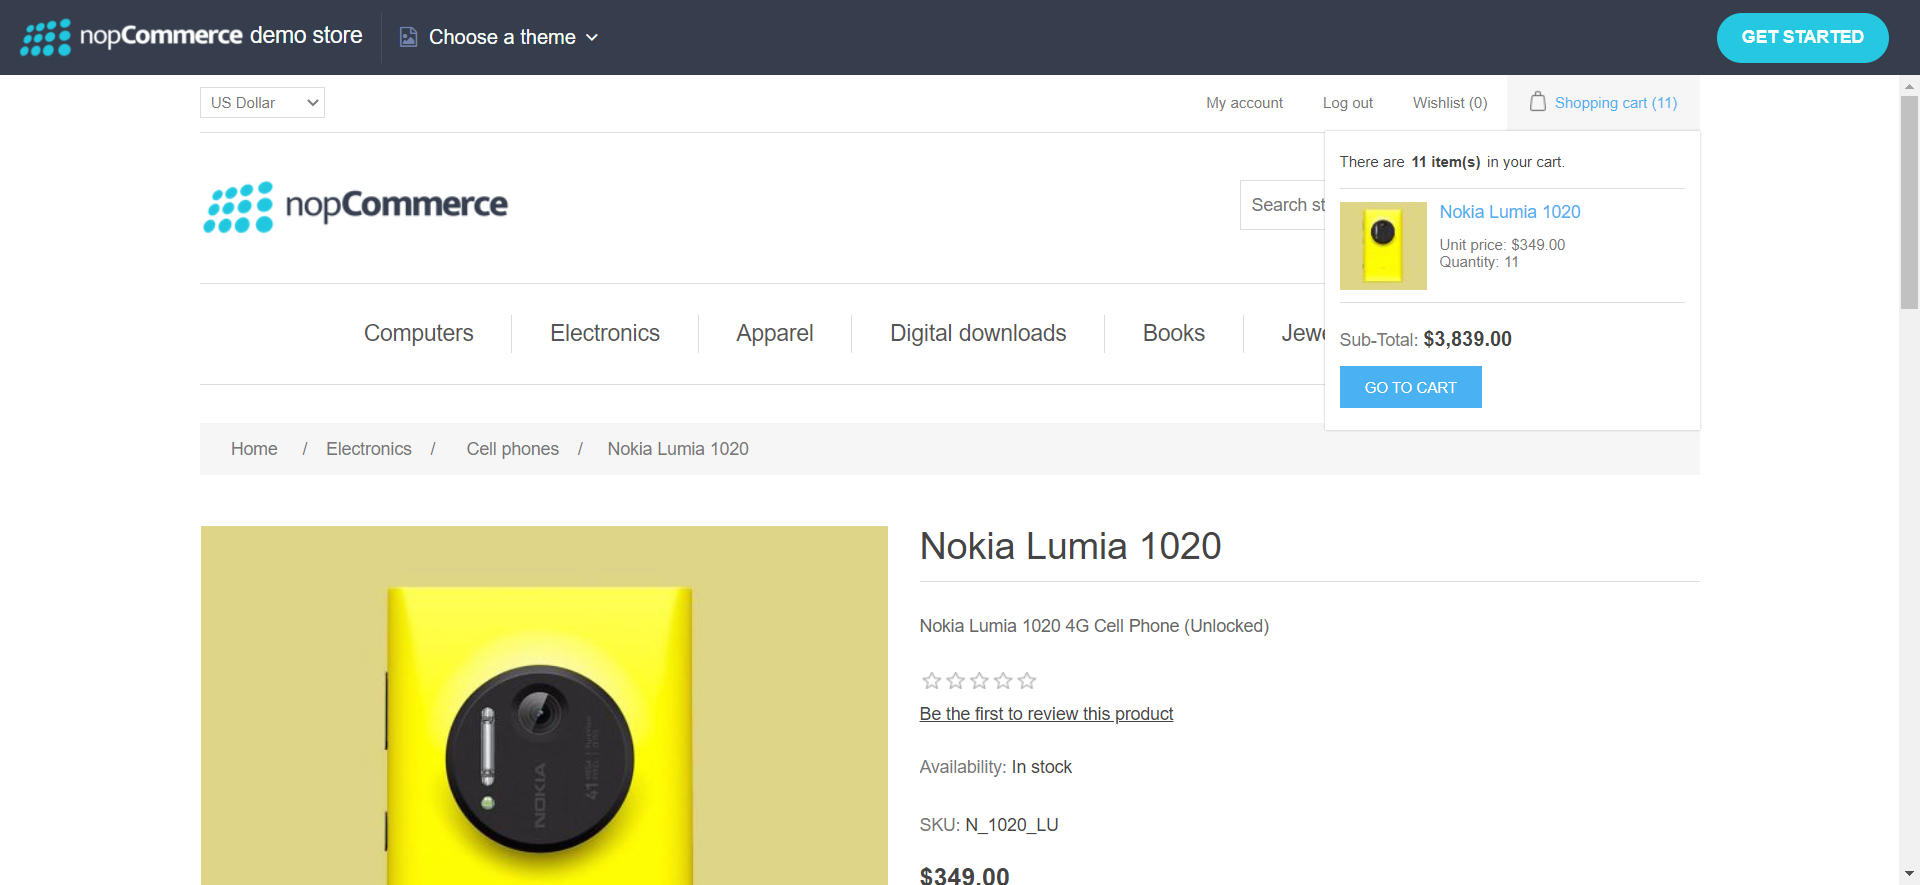 nopCommerce demo store
Choose a theme
GET STARTED
US Dollar
My account
Log out
Wishlist (0)
Shopping cart (11)
There are 11 item(s) in your cart.
nopCommerce
Search st
Nokia Lumia 1020
Unit price: $349.00
Quantity: 11
Computers
Electronics
Apparel
Digital downloads
Books
Jewe
Sub-Total: $3,839.00
GO TO CART
Home / Electronics / Cell phones / Nokia Lumia 1020
Nokia Lumia 1020
Nokia Lumia 1020 4G Cell Phone (Unlocked)
Be the first to review this product
Availability: In stock
SKU: N_1020_LU
$349.00
NOKIA
41